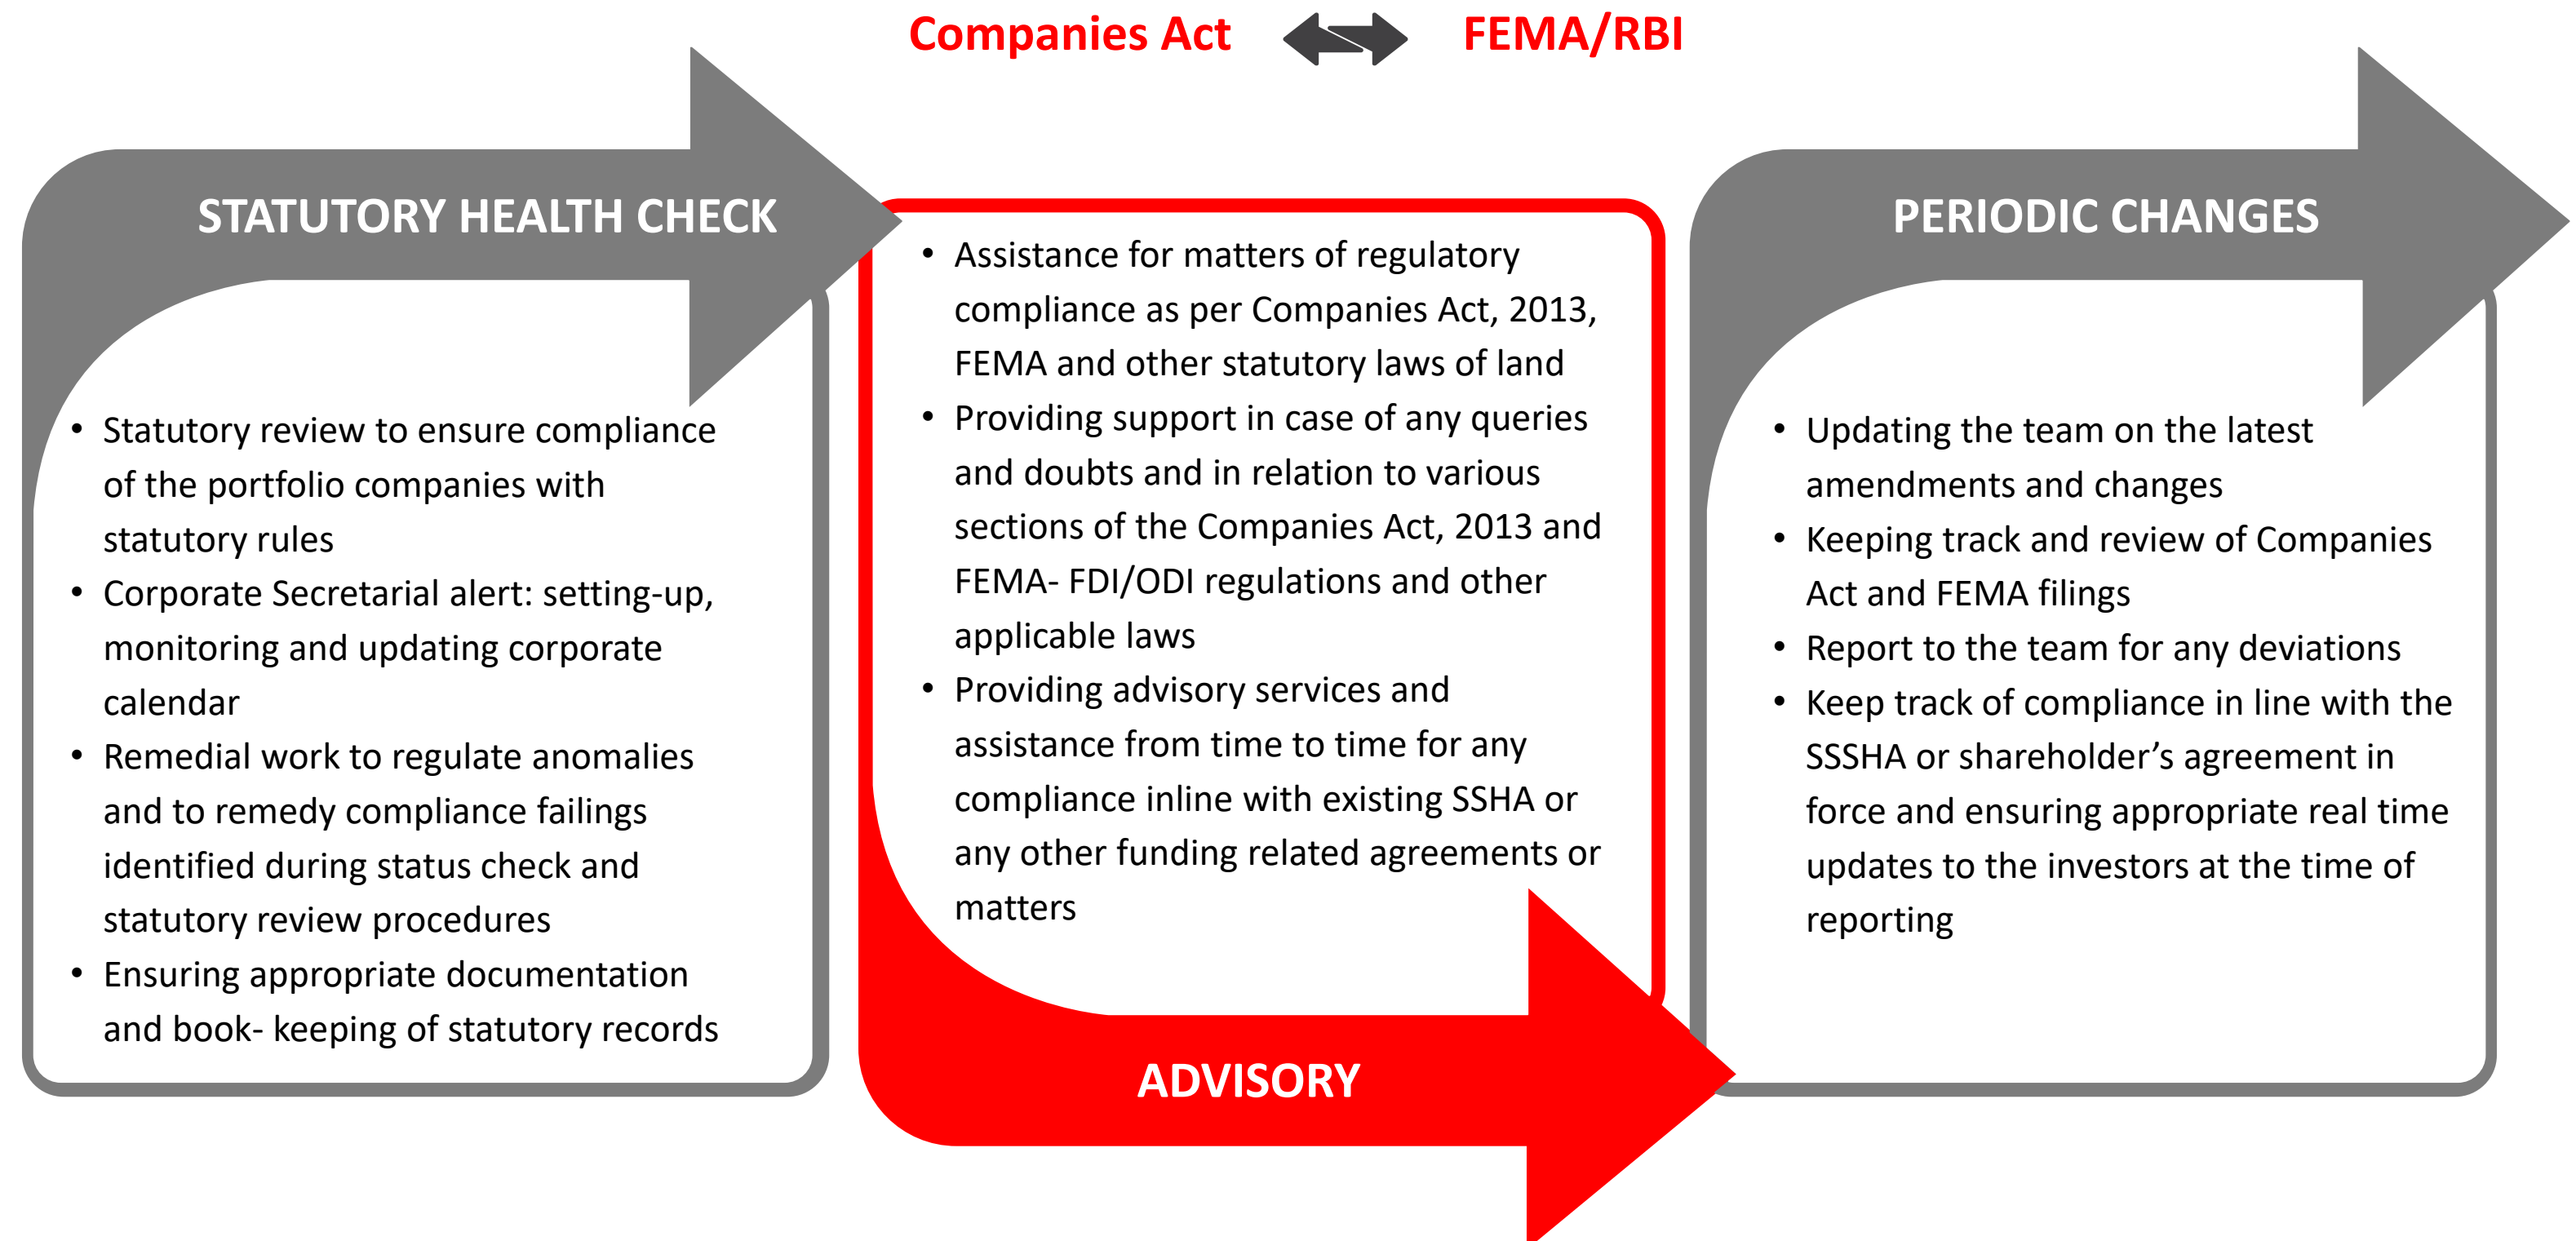 Companies Act FEMA/RBI
STATUTORY HEALTH CHECK
• Statutory review to ensure compliance
of the portfolio companies with
statutory rules
• Corporate Secretarial alert: setting-up,
monitoring and updating corporate
calendar
• Remedial work to regulate anomalies
and to remedy compliance failings
identified during status check and
statutory review procedures
• Ensuring appropriate documentation
and book- keeping of statutory records
• Assistance for matters of regulatory
compliance as per Companies Act, 2013,
FEMA and other statutory laws of land
• Providing support in case of any queries
and doubts and in relation to various
sections of the Companies Act, 2013 and
FEMA- FDI/ODI regulations and other
applicable laws
• Providing advisory services and
assistance from time to time for any
compliance inline with existing SSHA or
any other funding related agreements or
matters
ADVISORY
PERIODIC CHANGES
• Updating the team on the latest
amendments and changes
• Keeping track and review of Companies
Act and FEMA filings
• Report to the team for any deviations
• Keep track of compliance in line with the
SSSHA or shareholder’s agreement in
force and ensuring appropriate real time
updates to the investors at the time of
reporting